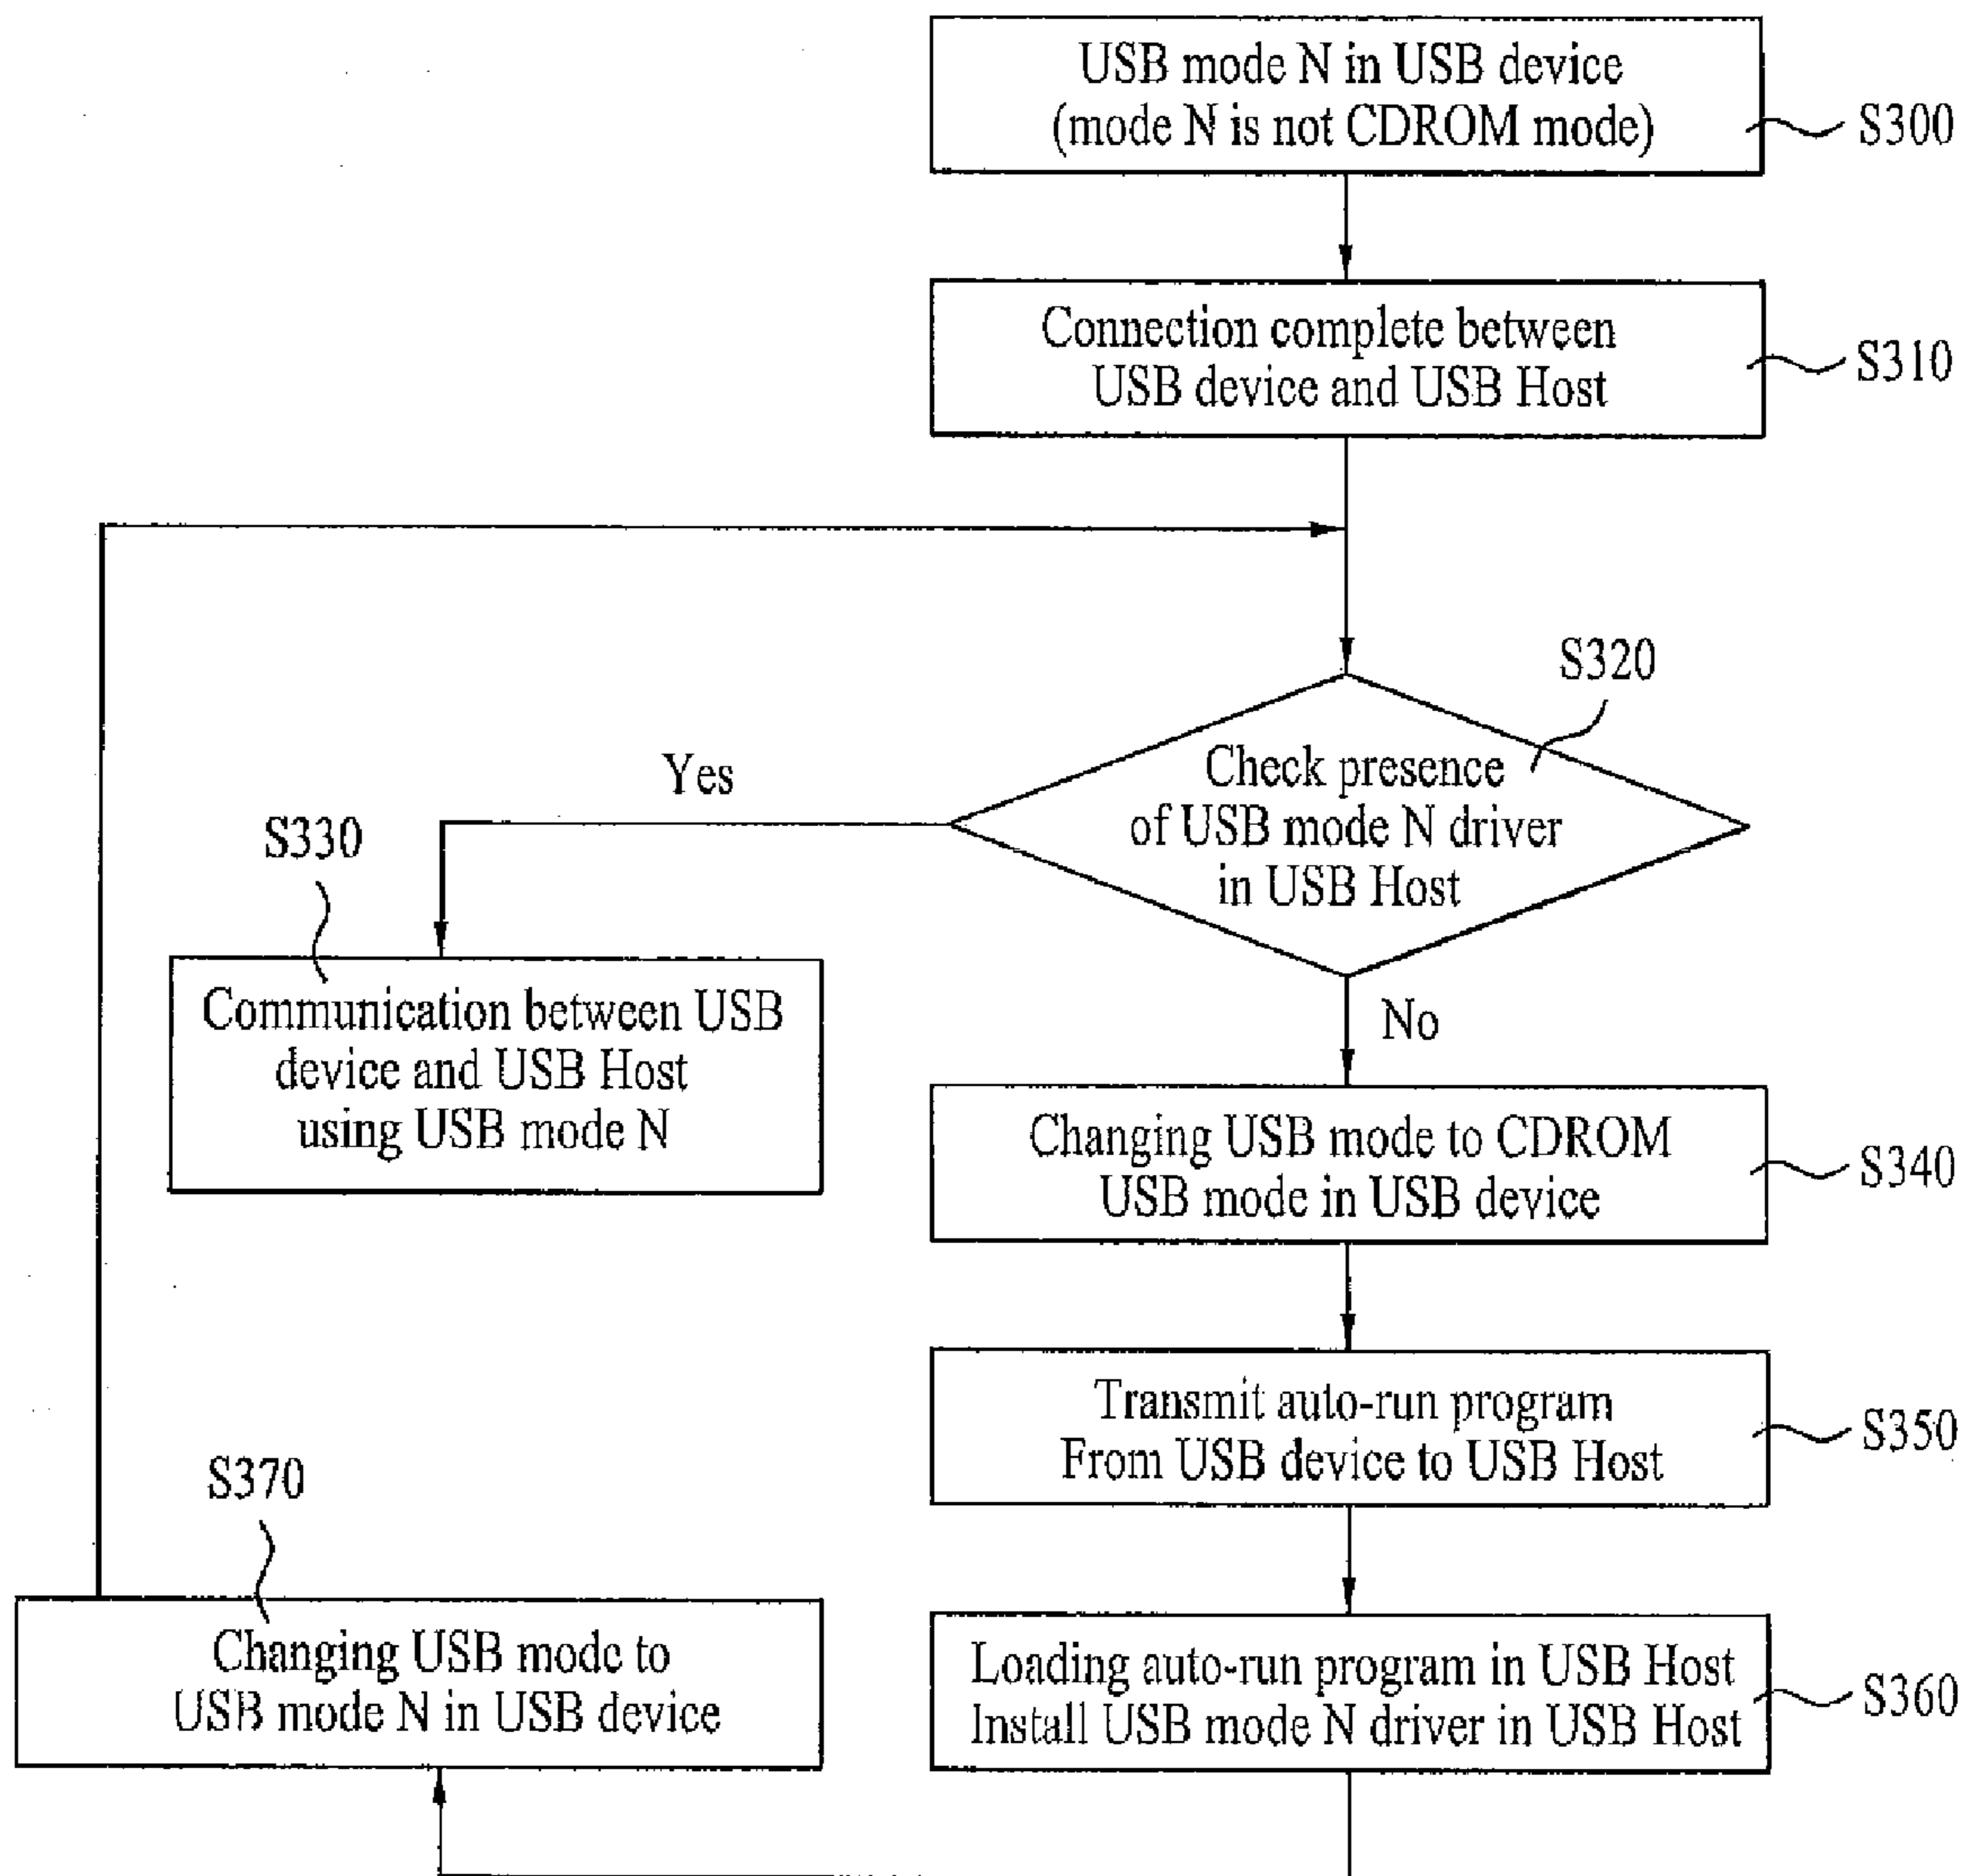 USB mode N in USB device
(mode N is not CDROM mode)
S300
Connection complete between
USB device and USB Host
S310
S320
Check presence
of USB mode N driver
in USB Host
Yes
No
S330
Communication between USB
device and USB Host
using USB mode N
Changing USB mode to CDROM
USB mode in USB device
S340
Transmit auto-run program
From USB device to USB Host
S350
Loading auto-run program in USB Host
Install USB mode N driver in USB Host
S360
S370
Changing USB mode to
USB mode N in USB device